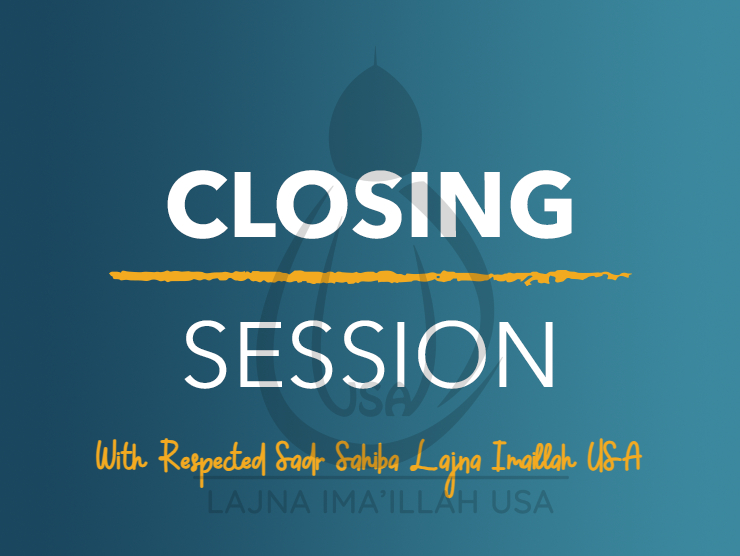 CLOSING
SESSION
USA
With Respected Sadr Sahiba Lajna Imaillah USA
LAJNA IMA'ILLAH USA